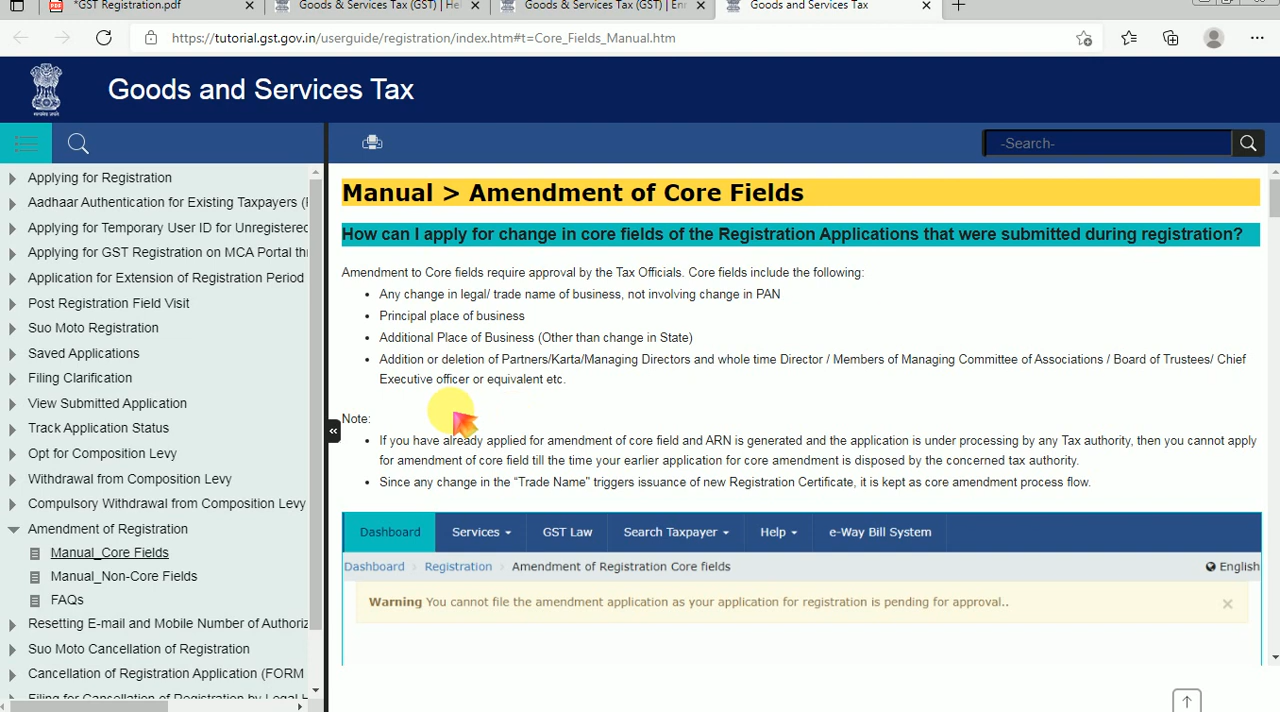 *GST Registration.pdf
Goods & Services Tax (GST) | He
Goods & Services Tax (GST) | En
Goods and Services Tax
https://tutorial.gst.gov.in/userguide/registration/index.htm#t=Core_Fields_Manual.htm
Goods and Services Tax
-Search-
Applying for Registration
Aadhaar Authentication for Existing Taxpayers (
Applying for Temporary User ID for Unregistered
Applying for GST Registration on MCA Portal th
Application for Extension of Registration Period
Post Registration Field Visit
Suo Moto Registration
Saved Applications
Filing Clarification
View Submitted Application
Track Application Status
Opt for Composition Levy
Withdrawal from Composition Levy
Compulsory Withdrawal from Composition Levy
Amendment of Registration
Manual_Core Fields
Manual_Non-Core Fields
FAQs
Resetting E-mail and Mobile Number of Authoriz
Suo Moto Cancellation of Registration
Cancellation of Registration Application (FORM
Filing for Cancellation of Registration by Legal H
Manual > Amendment of Core Fields
How can I apply for change in core fields of the Registration Applications that were submitted during registration?
Amendment to Core fields require approval by the Tax Officials. Core fields include the following:
• Any change in legal/ trade name of business, not involving change in PAN
• Principal place of business
• Additional Place of Business (Other than change in State)
• Addition or deletion of Partners/Karta/Managing Directors and whole time Director / Members of Managing Committee of Associations / Board of Trustees/ Chief
Executive officer or equivalent etc.
Note:
• If you have already applied for amendment of core field and ARN is generated and the application is under processing by any Tax authority, then you cannot apply
for amendment of core field till the time your earlier application for core amendment is disposed by the concerned tax authority.
• Since any change in the “Trade Name” triggers issuance of new Registration Certificate, it is kept as core amendment process flow.
Dashboard Services GST Law Search Taxpayer Help e-Way Bill System
Dashboard > Registration > Amendment of Registration Core fields English
Warning You cannot file the amendment application as your application for registration is pending for approval..